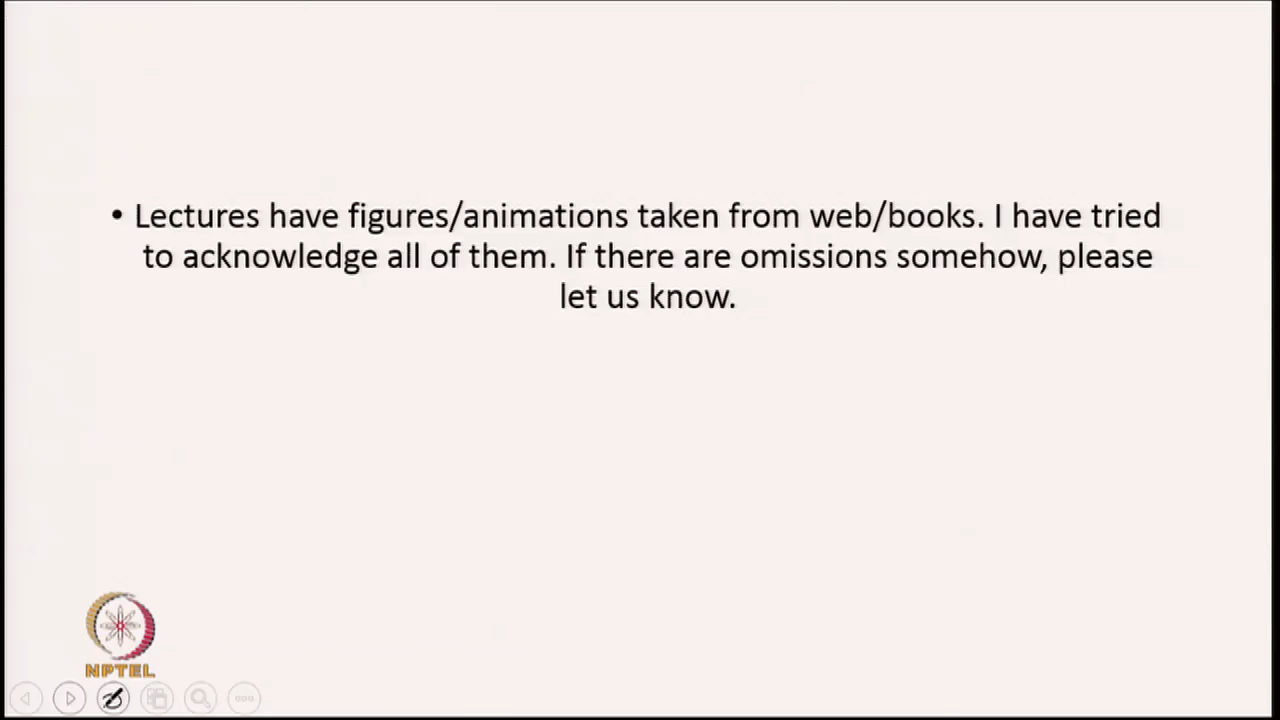 • Lectures have figures/animations taken from web/books. I have tried
to acknowledge all of them. If there are omissions somehow, please
let us know.
NPTEL